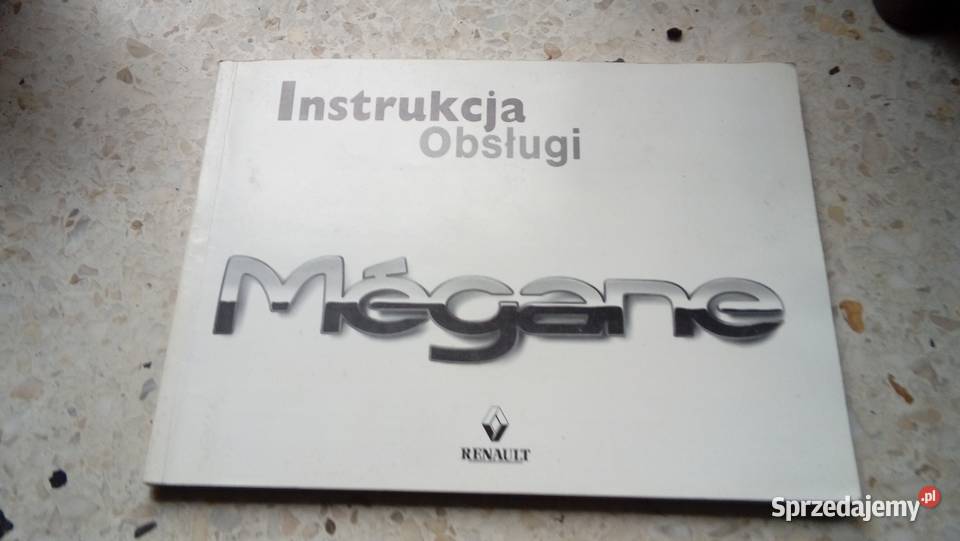 Instrukcja
Obsługi
Mégane
RENAULT
Sprzedajemy.pl